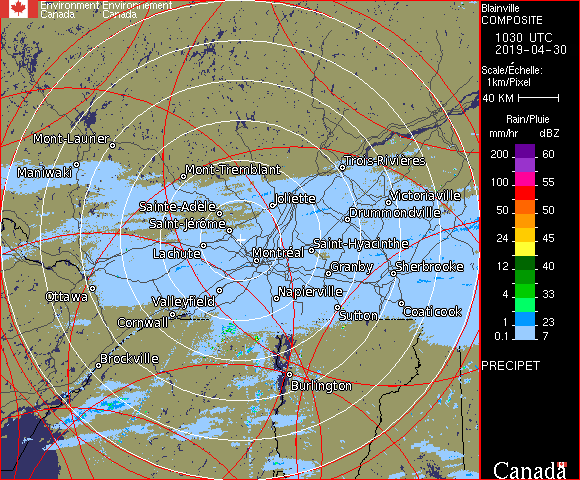 Environment Environnement
Canada Canada
Blainville
COMPOSITE
1030 UTC
2019-04-30
Scale/Échelle:
1km/Pixel
40 KM
Rain/Pluie
mm/hr dBZ
200 60
100 55
50 50
24 45
12 40
4 33
1 23
0.1 7
PRECIPET
Canada
Mont-Laurier
Maniwaki
Mont-Tremblant
Trois-Rivières
Sainte-Adèle
Joliette
Victoriaville
Saint-Jérôme
Drummondville
Lachute
Montréal
Saint-Hyacinthe
Granby
Sherbrooke
Ottawa
Valleyfield
Napierville
Cornwall
Sutton
Coaticook
Brockville
Burlington